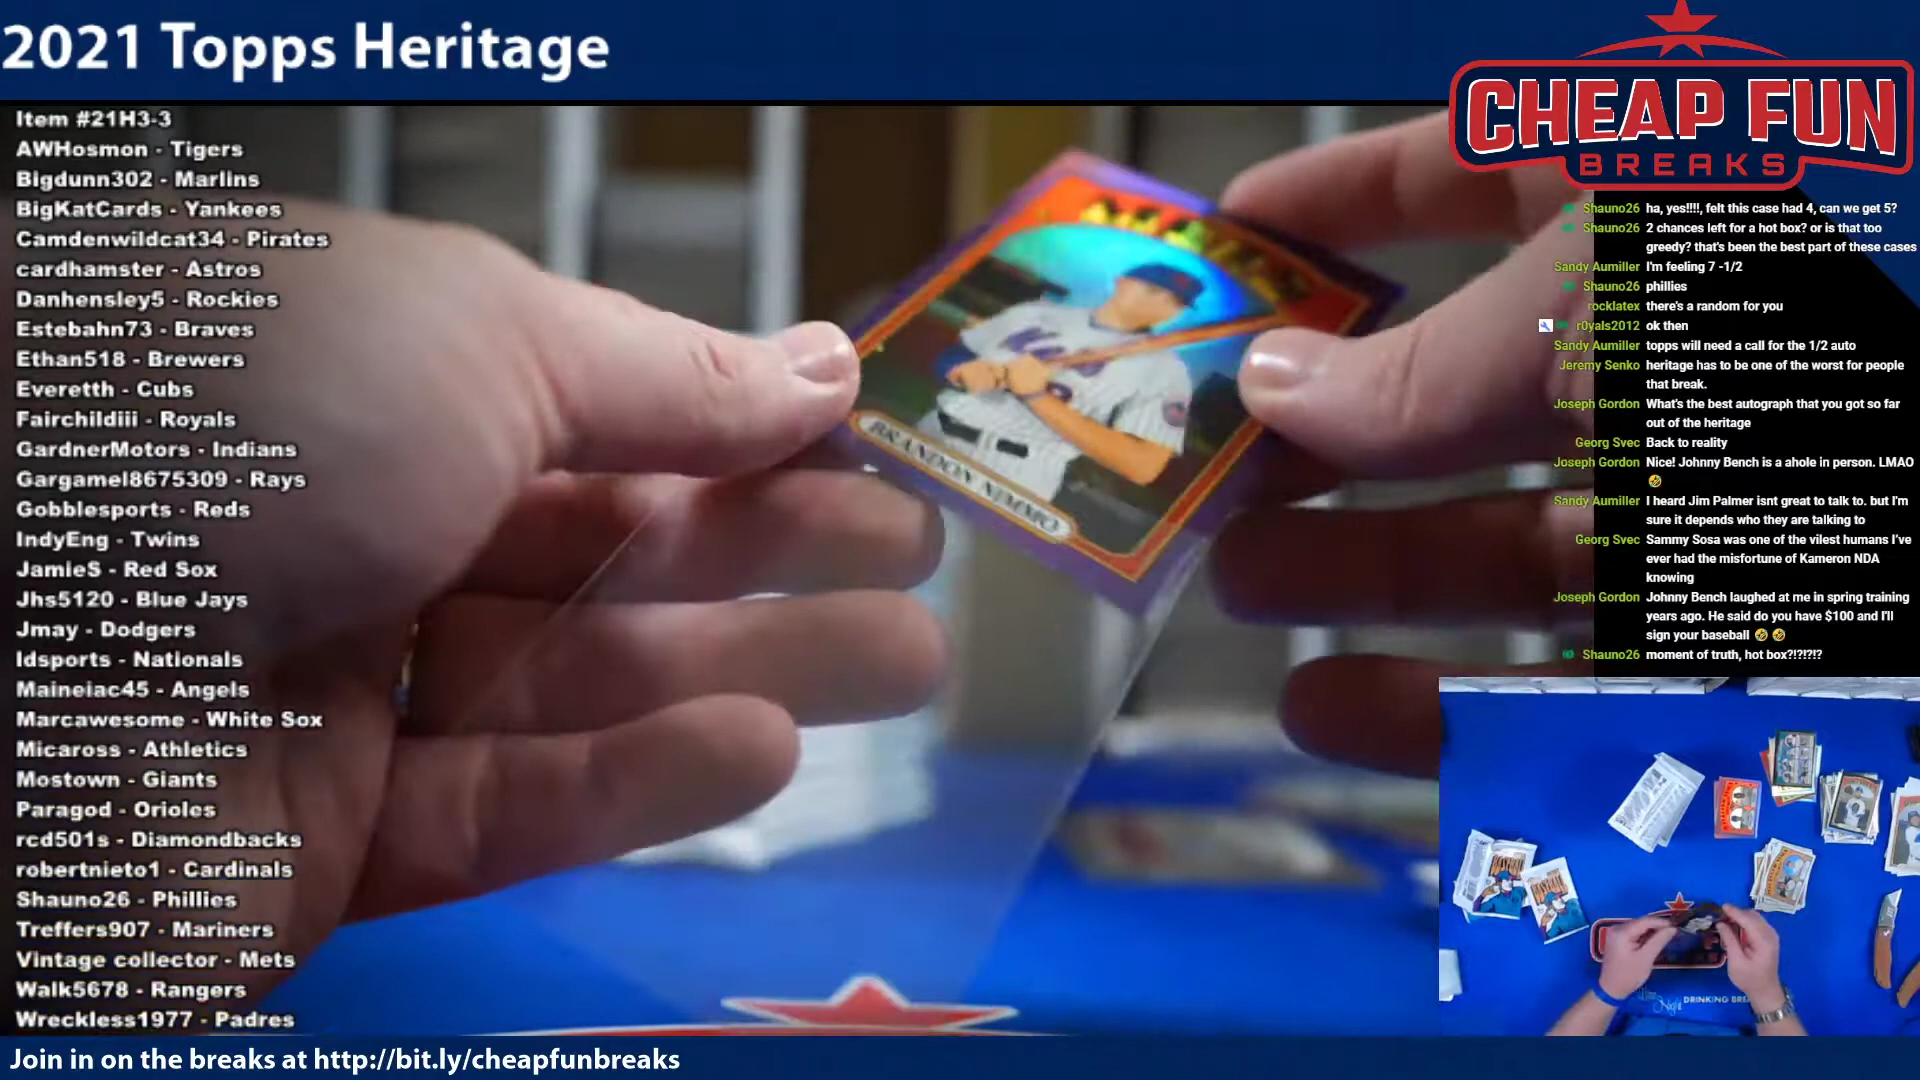 2021 Topps Heritage
CHEAP FUN
BREAKS
Item #21H3-3
AWHosmon - Tigers
Bigdunn302 - Marlins
BigKatCards - Yankees
Camdenwildcat34 - Pirates
cardhamster - Astros
Danhensley5 - Rockies
Estebahn73 - Braves
Ethan518 - Brewers
Everetth - Cubs
Fairchildiii - Royals
GardnerMotors - Indians
Gargamel8675309 - Rays
Gobblesports - Reds
IndyEng - Twins
JamieS - Red Sox
Jhs5120 - Blue Jays
Jmay - Dodgers
ldsports - Nationals
Maineiac45 - Angels
Marcawesome - White Sox
Micaross - Athletics
Mostown - Giants
Paragod - Orioles
rcd501s - Diamondbacks
robertnieto1 - Cardinals
Shauno26 - Phillies
Treffers907 - Mariners
Vintage collector - Mets
Walk5678 - Rangers
Wreckless1977 - Padres
BRANDON NIMMO
Shauno26 ha, yes!!!!, felt this case had 4, can we get 5?
Shauno26 2 chances left for a hot box? or is that too
greedy? that's been the best part of these cases
Sandy Aumiller I'm feeling 7 -1/2
Shauno26 phillies
rocklatex there's a random for you
r0yals2012 ok then
Sandy Aumiller topps will need a call for the 1/2 auto
Jeremy Senko heritage has to be one of the worst for people
that break.
Joseph Gordon What's the best autograph that you got so far
out of the heritage
Georg Svec Back to reality
Joseph Gordon Nice! Johnny Bench is a ahole in person. LMAO
🤣
Sandy Aumiller I heard Jim Palmer isnt great to talk to. but I'm
sure it depends who they are talking to
Georg Svec Sammy Sosa was one of the vilest humans I've
ever had the misfortune of Kameron NDA
knowing
Joseph Gordon Johnny Bench laughed at me in spring training
years ago. He said do you have $100 and I'll
sign your baseball 🤣 🤣
Shauno26 moment of truth, hot box?!?!?!?
Night DRINKING
Join in on the breaks at http://bit.ly/cheapfunbreaks